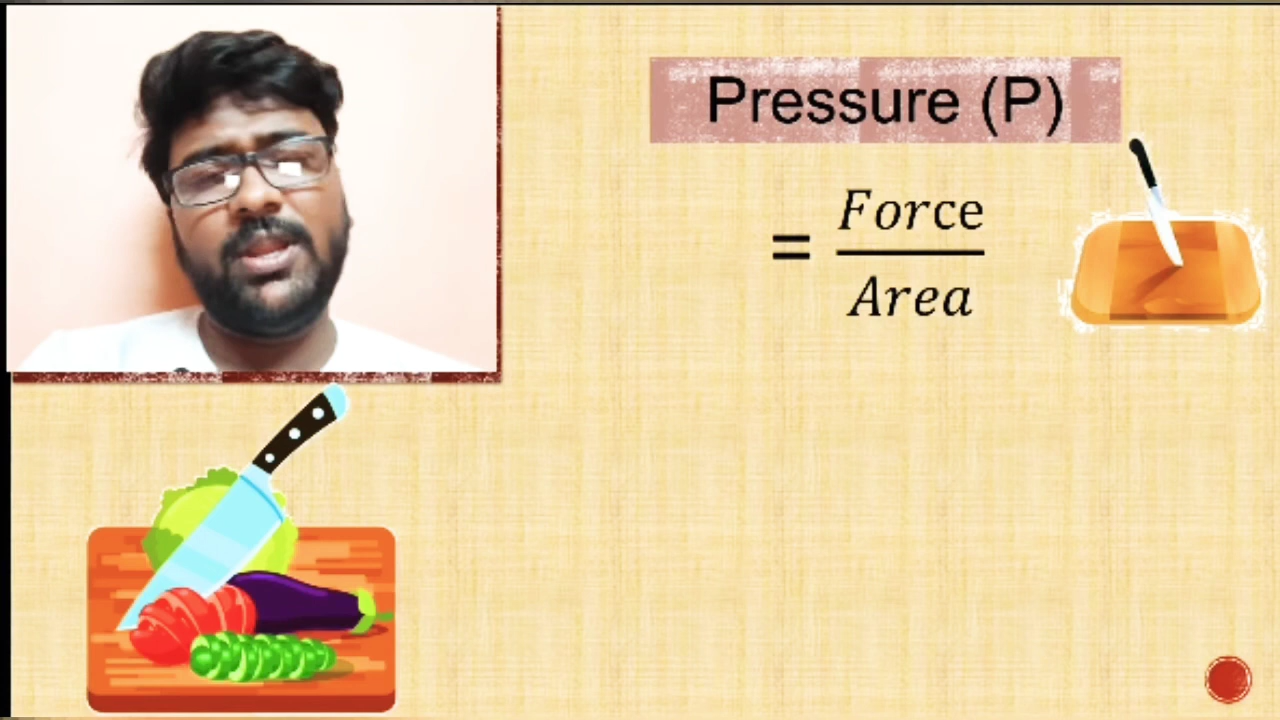 Pressure (P)
= Force
Area